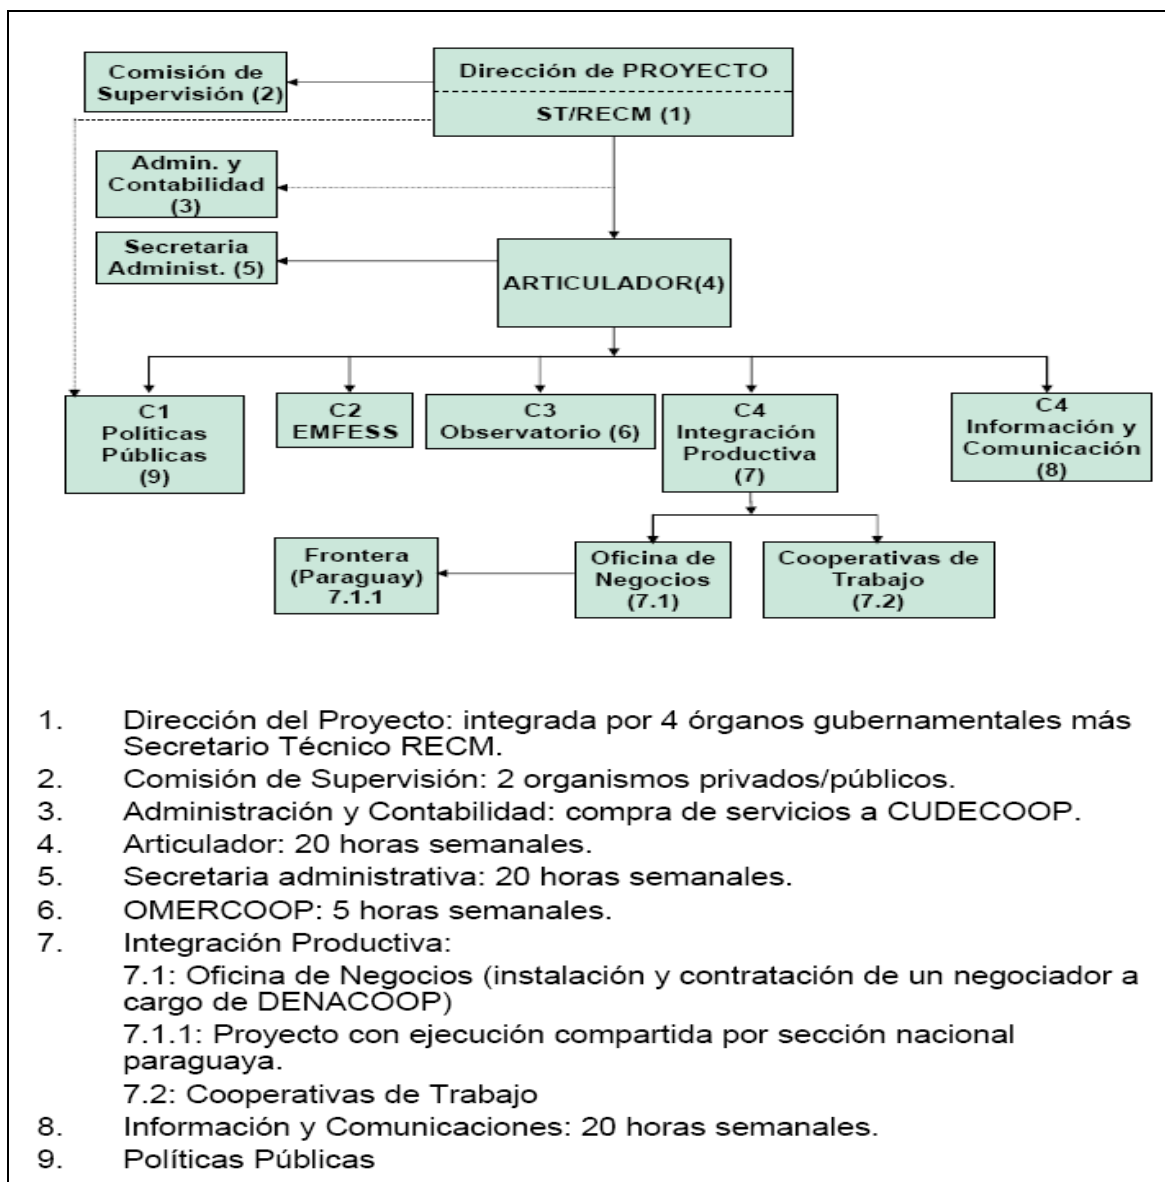 Dirección de PROYECTO
ST/RECM (1)
Comisión de
Supervisión (2)
Admin. y
Contabilidad
(3)
Secretaria
Administ. (5)
ARTICULADOR(4)
C1
Políticas
Públicas
(9)
C2
EMFESS
C3
Observatorio (6)
C4
Integración
Productiva
(7)
C4
Información y
Comunicación
(8)
Frontera
(Paraguay)
7.1.1
Oficina de
Negocios
(7.1)
Cooperativas de
Trabajo
(7.2)
1. Dirección del Proyecto: integrada por 4 órganos gubernamentales más
Secretario Técnico RECM.
2. Comisión de Supervisión: 2 organismos privados/públicos.
3. Administración y Contabilidad: compra de servicios a CUDECOOP.
4. Articulador: 20 horas semanales.
5. Secretaria administrativa: 20 horas semanales.
6. OMERCOOP: 5 horas semanales.
7. Integración Productiva:
7.1: Oficina de Negocios (instalación y contratación de un negociador a
cargo de DENACOOP)
7.1.1: Proyecto con ejecución compartida por sección nacional
paraguaya.
7.2: Cooperativas de Trabajo
8. Información y Comunicaciones: 20 horas semanales.
9. Políticas Públicas